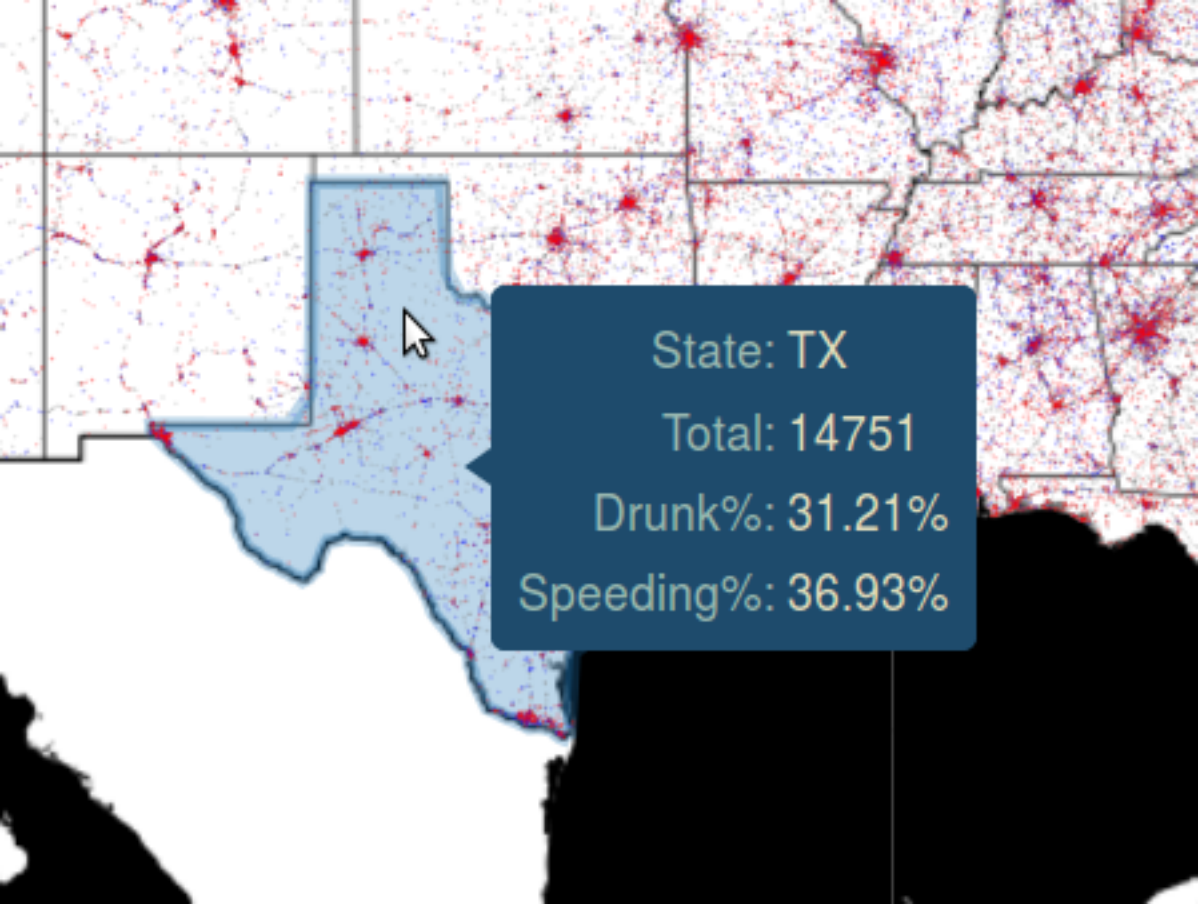 State: TX
Total: 14751
Drunk%: 31.21%
Speeding%: 36.93%